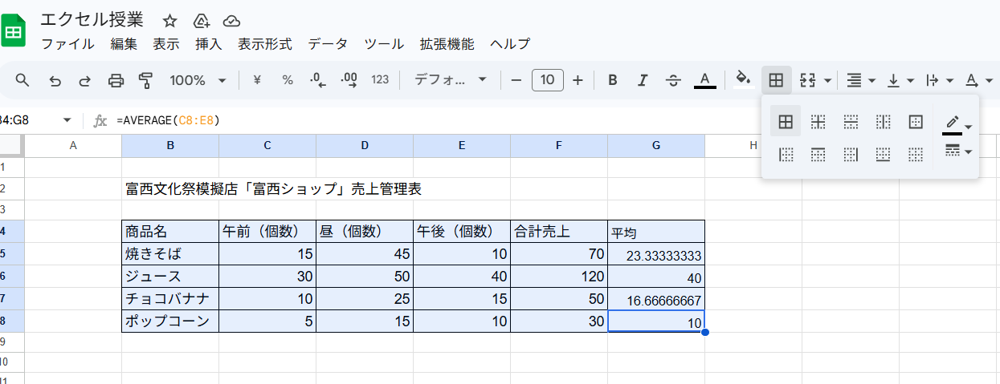 エクセル授業
ファイル 編集 表示 挿入 表示形式 データ ツール 拡張機能 ヘルプ
100% ¥ % .0 .00 123 デフォ... − 10 + B I S A A
34:G8 fx =AVERAGE(C8:E8)
A B C D E F G H
1
2 富西文化祭模擬店「富西ショップ」売上管理表
3
4 商品名 午前（個数） 昼（個数） 午後（個数） 合計売上 平均
5 焼きそば 15 45 10 70 23.33333333
6 ジュース 30 50 40 120 40
7 チョコバナナ 10 25 15 50 16.66666667
8 ポップコーン 5 15 10 30 10
9
10
11